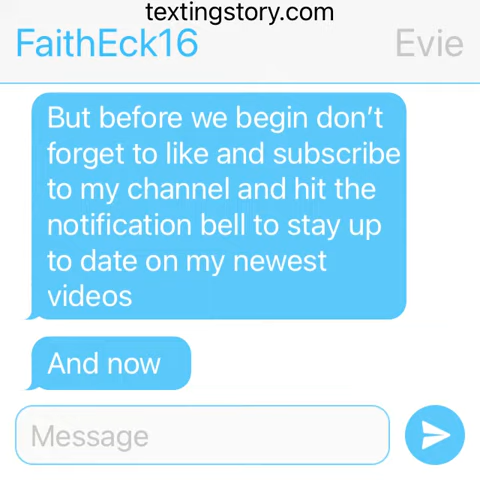 textingstory.com
FaithEck16 Evie
But before we begin don’t
forget to like and subscribe
to my channel and hit the
notification bell to stay up
to date on my newest
videos
And now
Message